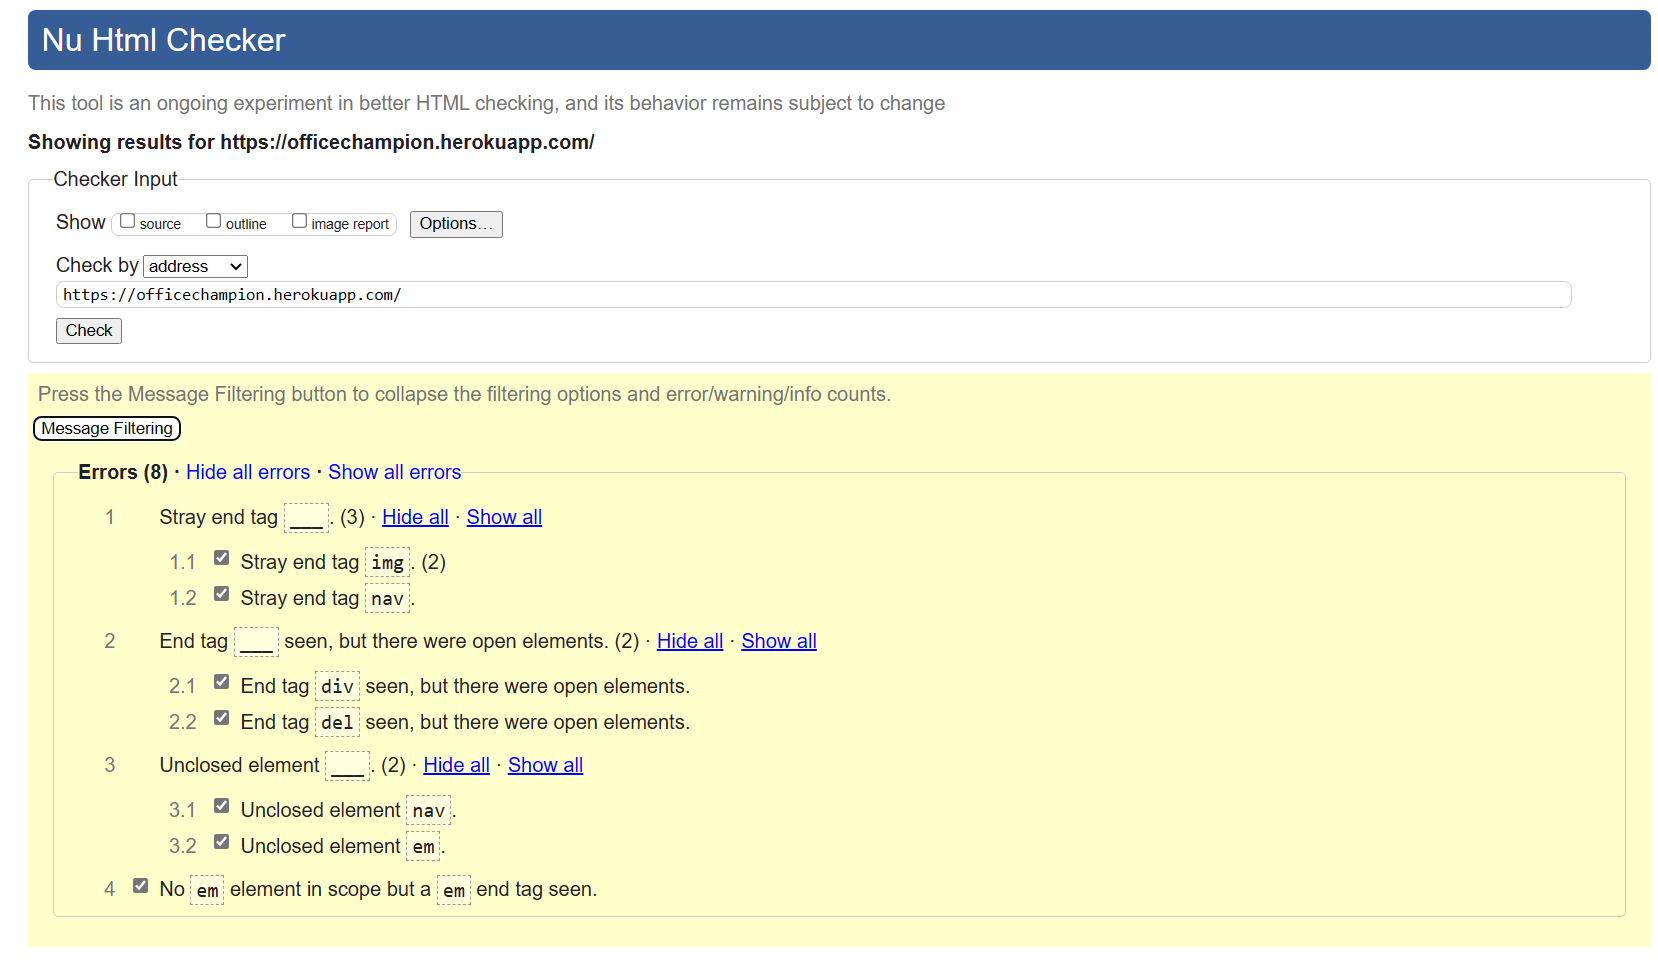 Nu Html Checker
This tool is an ongoing experiment in better HTML checking, and its behavior remains subject to change
Showing results for https://officechampion.herokuapp.com/
Checker Input
Show source outline image report Options…
Check by address
https://officechampion.herokuapp.com/
Check
Press the Message Filtering button to collapse the filtering options and error/warning/info counts.
Message Filtering
Errors (8) · Hide all errors · Show all errors
1 Stray end tag ___. (3) · Hide all · Show all
1.1 Stray end tag img. (2)
1.2 Stray end tag nav.
2 End tag ___ seen, but there were open elements. (2) · Hide all · Show all
2.1 End tag div seen, but there were open elements.
2.2 End tag del seen, but there were open elements.
3 Unclosed element ___. (2) · Hide all · Show all
3.1 Unclosed element nav.
3.2 Unclosed element em.
4 No em element in scope but a em end tag seen.